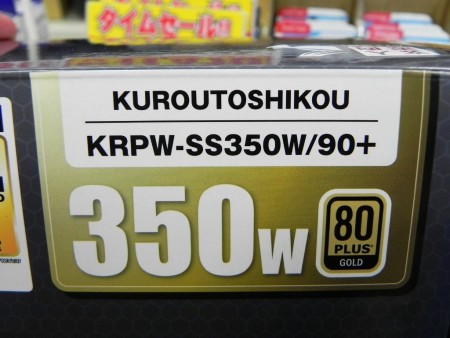 タイムセール!!
KUROUTOSHIKOU
KRPW-SS350W/90+
350W
80
PLUS®
GOLD